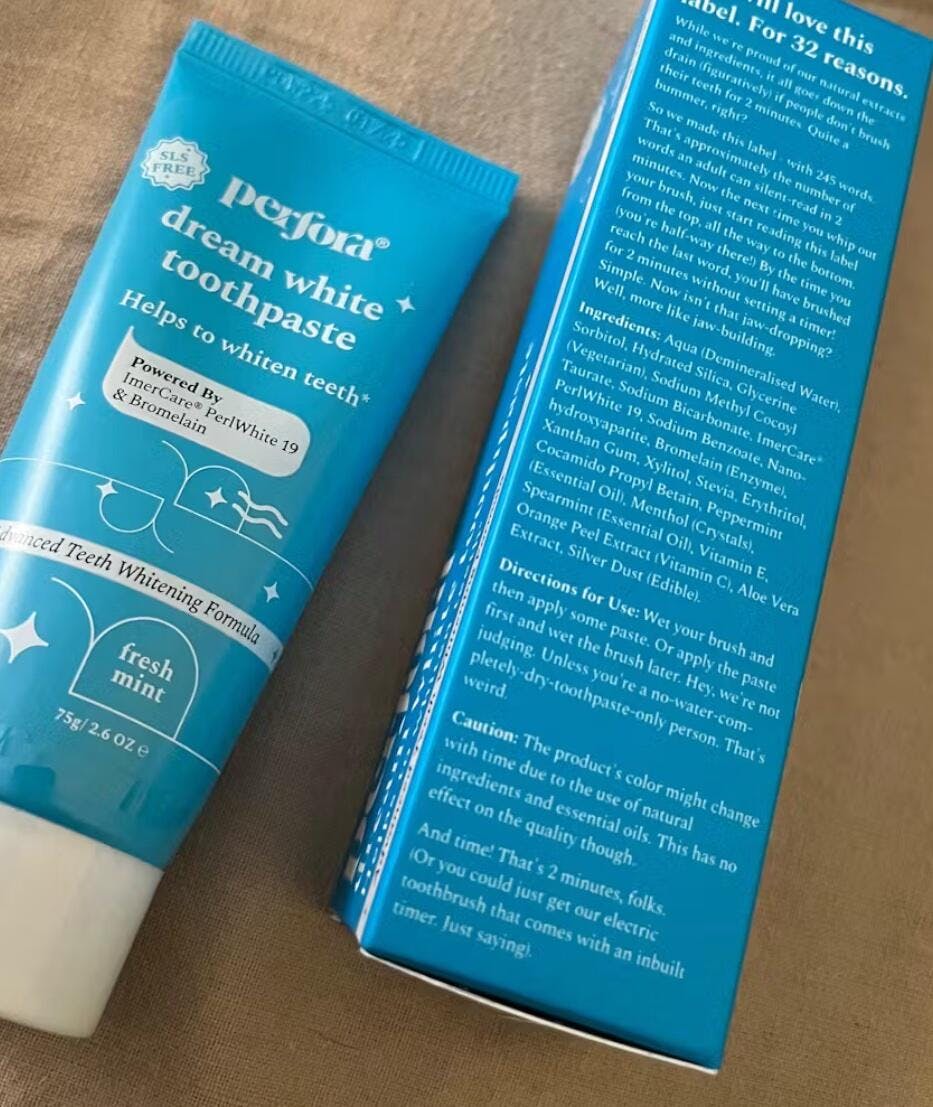 SLS
FREE
perfora®
dream white
toothpaste
Helps to whiten teeth*
Powered By
ImerCare® PerlWhite 19
& Bromelain
dvanced Teeth Whitening Formula
fresh
mint
75g/ 2.6 OZ e
love this
label. For 32 reasons.
While we're proud of our natural extracts
and ingredients, it all goes down the
drain (figuratively) if people don't brush
their teeth for 2 minutes. Quite a
bummer, right?
So we made this label - with 245 words.
That's approximately the number of
words an adult can silent-read in 2
minutes. Now the next time you whip out
your brush, just start reading this label
from the top, all the way to the bottom.
(you're half-way there!) By the time you
reach the last word, you'll have brushed
for 2 minutes without setting a timer!
Simple. Now isn't that jaw-dropping?
Well, more like jaw-building.
Ingredients: Aqua (Demineralised Water),
Sorbitol, Hydrated Silica, Glycerine
(Vegetarian), Sodium Methyl Cocoyl
Taurate, Sodium Bicarbonate, ImerCare®
PerlWhite 19, Sodium Benzoate, Nano-
hydroxyapatite, Bromelain (Enzyme),
Xanthan Gum, Xylitol, Stevia, Erythritol,
Cocamido Propyl Betain, Peppermint
(Essential Oil), Menthol (Crystals),
Spearmint (Essential Oil), Vitamin E,
Orange Peel Extract (Vitamin C), Aloe Vera
Extract, Silver Dust (Edible).
Directions for Use: Wet your brush and
then apply some paste. Or apply the paste
first and wet the brush later. Hey, we're not
judging. Unless you're a no-water-com-
pletely-dry-toothpaste-only person. That's
weird.
Caution: The product's color might change
with time due to the use of natural
ingredients and essential oils. This has no
effect on the quality though.
And time! That's 2 minutes, folks.
(Or you could just get our electric
toothbrush that comes with an inbuilt
timer. Just saying).